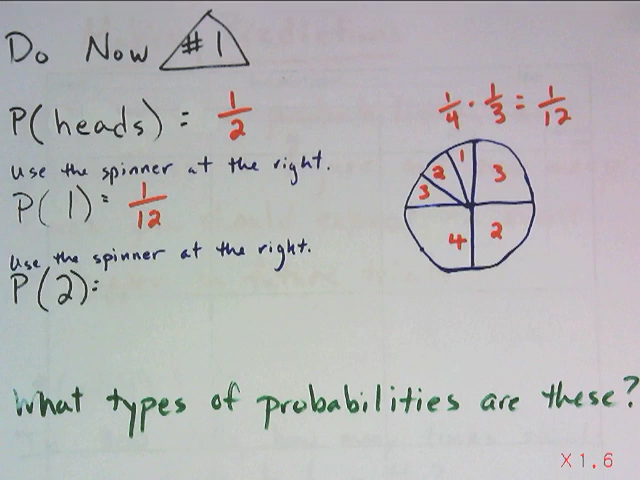 Do Now #1
P(heads) = 1/2
1/4 · 1/3 = 1/12
use the spinner at the right.
P(1) = 1/12
1
2
3
3
4
2
use the spinner at the right.
P(2) =
What types of probabilities are these?
X1.6